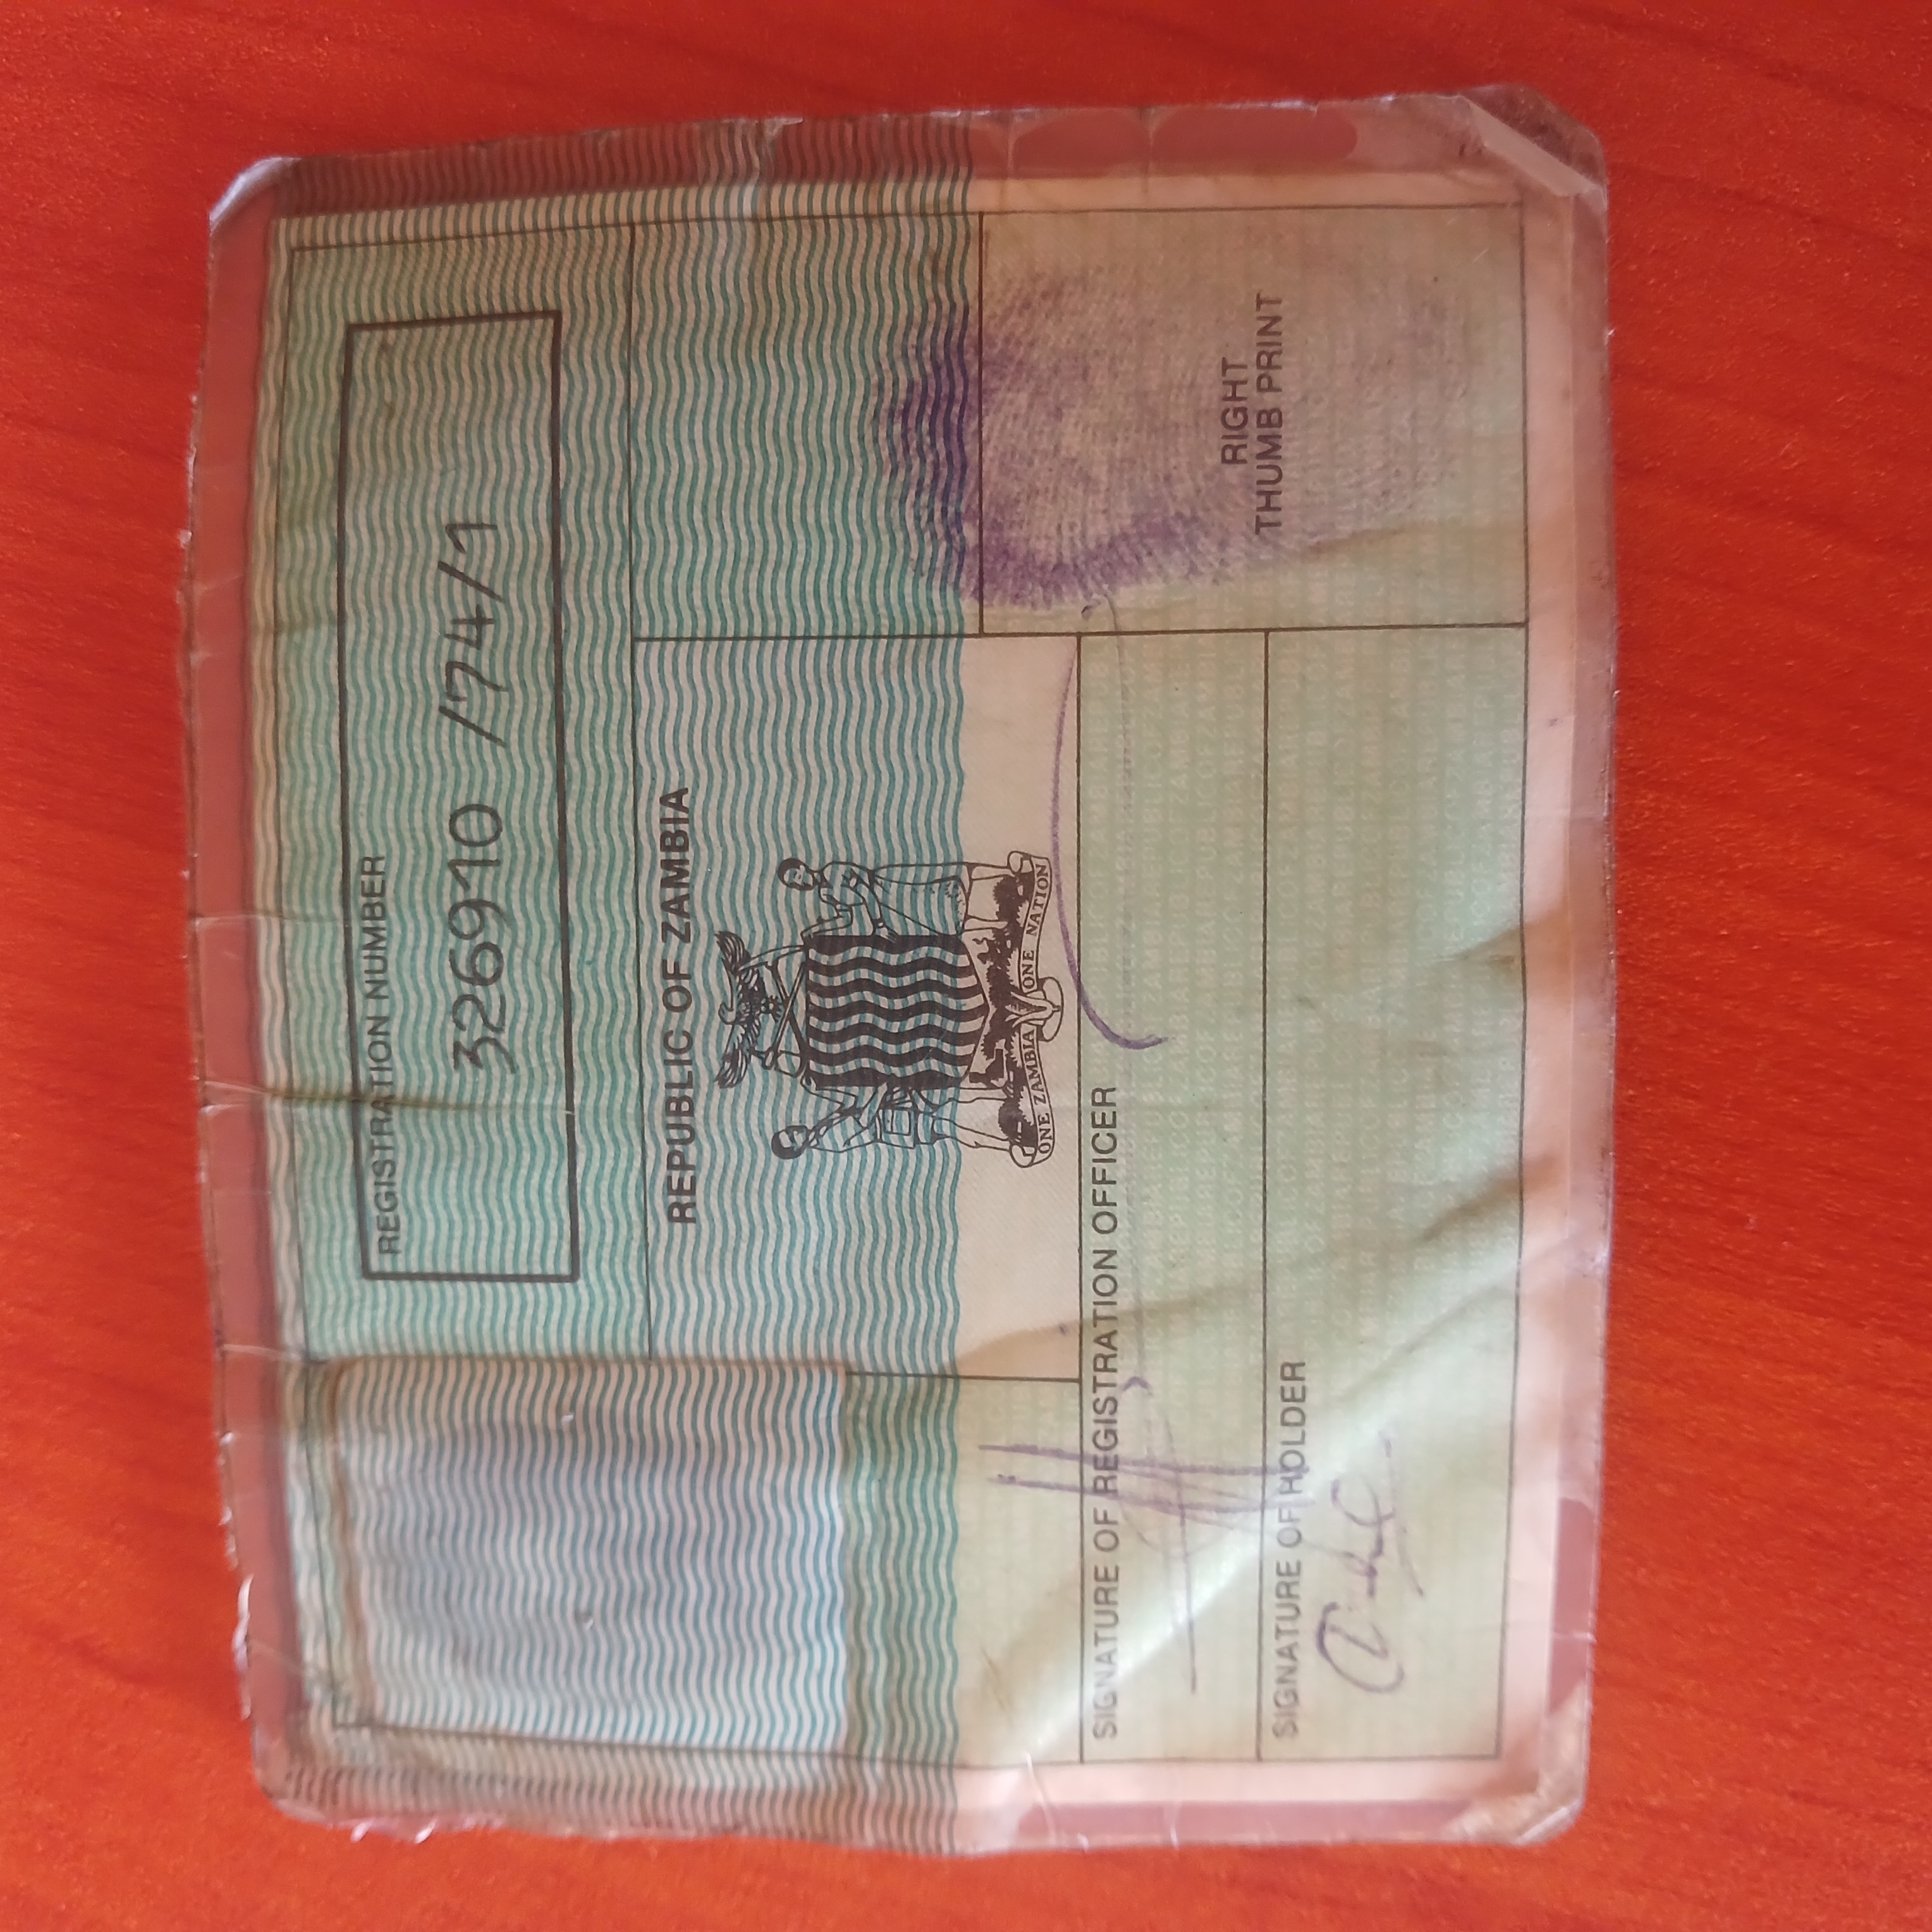 REGISTRATION NUMBER
326910 /74/1
REPUBLIC OF ZAMBIA
ONE ZAMBIA ONE NATION
RIGHT
THUMB PRINT
SIGNATURE OF REGISTRATION OFFICER
SIGNATURE OF HOLDER